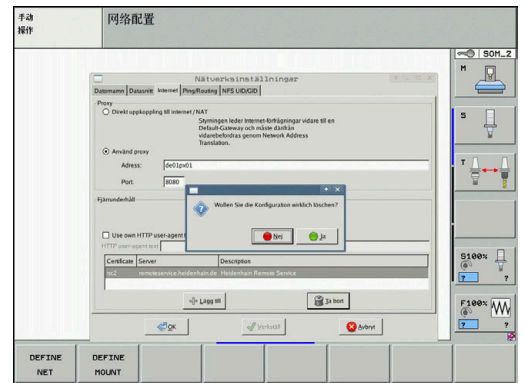 手动
操作
网络配置
SOM_2
Nätverksinställningar
Datornamn Datasnitt Internet Ping/Routing NFS UID/GID
Proxy
Direkt uppkoppling till internet / NAT
Styrningen leder Internet-förfrågningar vidare till en
Default-Gateway och måste därifrån
vidarebefordras genom Network Address
Translation.
Använd proxy
Adress: de01px01
Port: 8080
Fjärrunderhåll
Wollen Sie die Konfiguration wirklich löschen?
Nej Ja
Use own HTTP user-agent t
HTTP user-agent text
Certificate Server Description
nc2 remoteservice.heidenhain.de Heidenhain Remote Service
Lägg till Ta bort
OK Verkställ Avbryt
M
S
T
S100%
? ?
F100%
? ?
DEFINE
NET
DEFINE
MOUNT